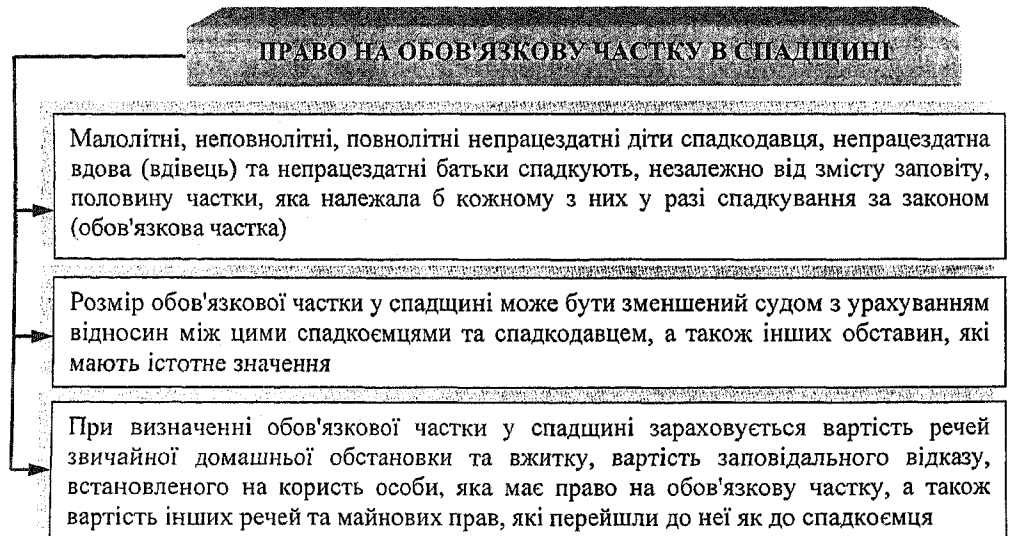 ПРАВО НА ОБОВ'ЯЗКОВУ ЧАСТКУ В СПАДЩИНІ
Малолітні, неповнолітні, повнолітні непрацездатні діти спадкодавця, непрацездатна
вдова (вдівець) та непрацездатні батьки спадкують, незалежно від змісту заповіту,
половину частки, яка належала б кожному з них у разі спадкування за законом
(обов'язкова частка)
Розмір обов'язкової частки у спадщині може бути зменшений судом з урахуванням
відносин між цими спадкоємцями та спадкодавцем, а також інших обставин, які
мають істотне значення
При визначенні обов'язкової частки у спадщині зараховується вартість речей
звичайної домашньої обстановки та вжитку, вартість заповідального відказу,
встановленого на користь особи, яка має право на обов'язкову частку, а також
вартість інших речей та майнових прав, які перейшли до неї як до спадкоємця